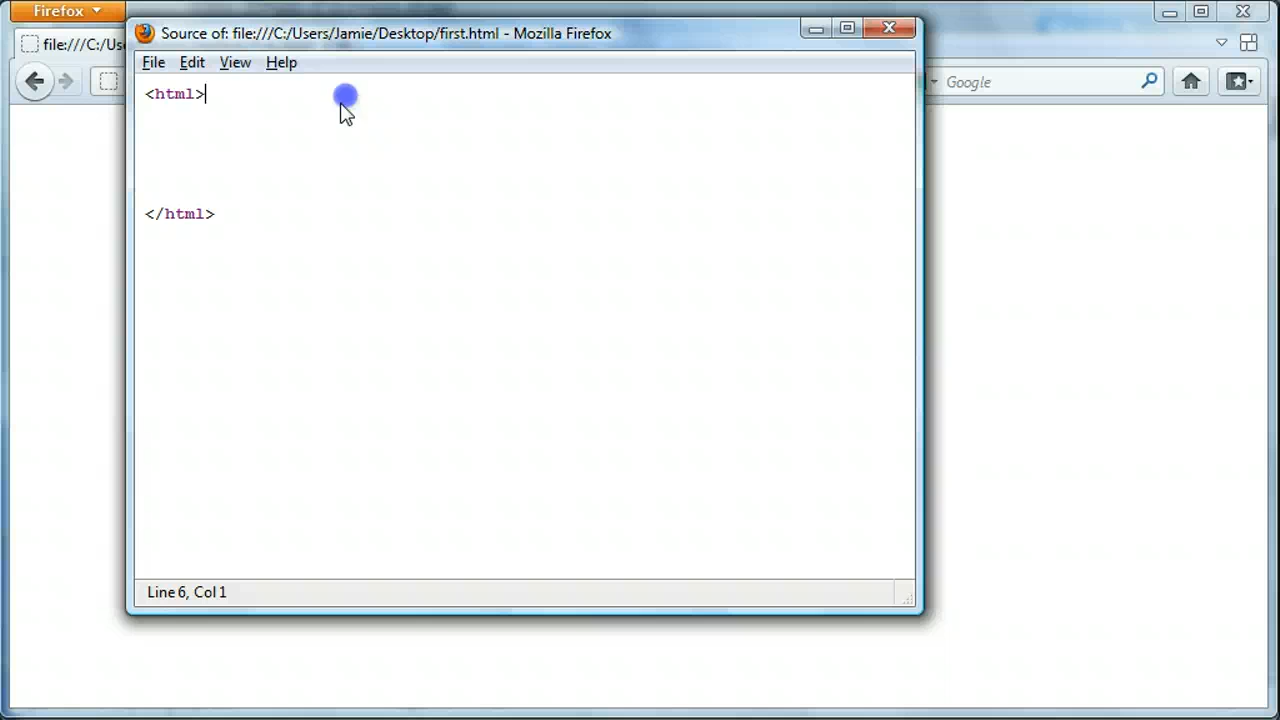 Firefox
Source of: file:///C:/Users/Jamie/Desktop/first.html - Mozilla Firefox
file:///C:/Use
File Edit View Help
Google
<html>
</html>
Line 6, Col 1